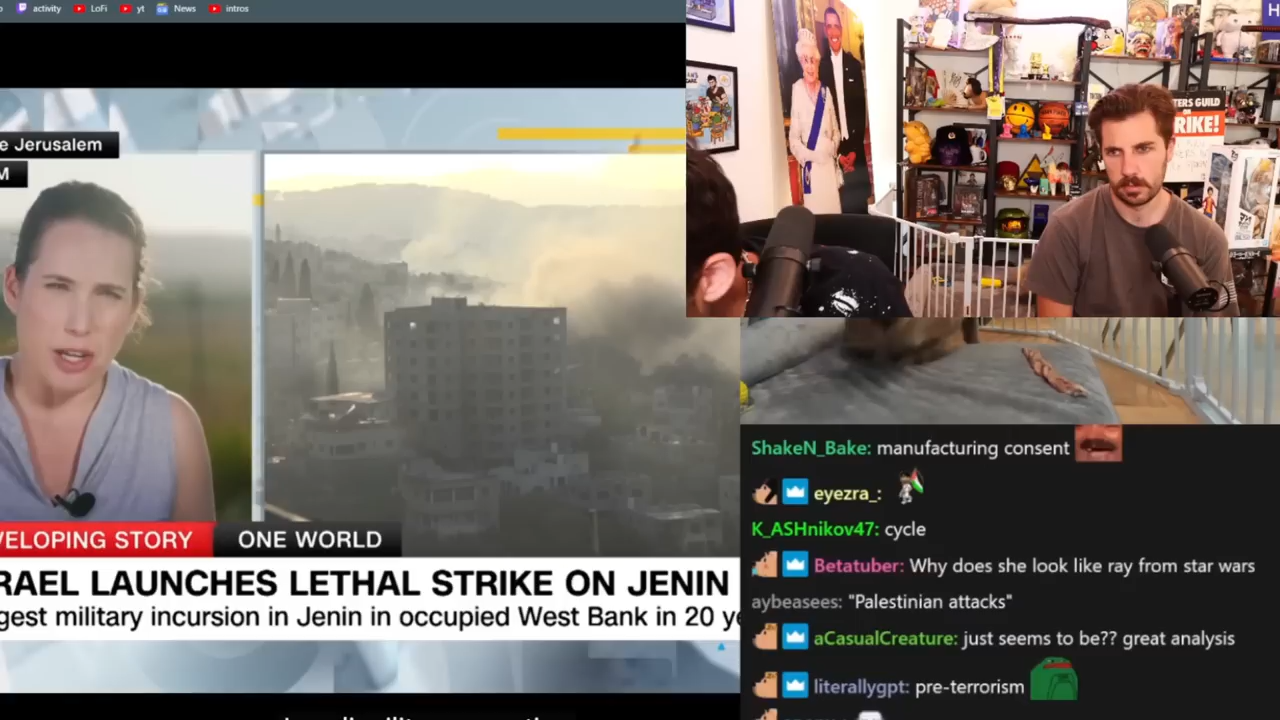 activity LoFi yt News intros
e Jerusalem
M
VELOPING STORY ONE WORLD
RAEL LAUNCHES LETHAL STRIKE ON JENIN
gest military incursion in Jenin in occupied West Bank in 20 ye
TERS GUILD
RIKE!
H
ShakeN_Bake: manufacturing consent
eyezra_:
K_ASHnikov47: cycle
Betatuber: Why does she look like ray from star wars
aybeasees: "Palestinian attacks"
aCasualCreature: just seems to be?? great analysis
literallygpt: pre-terrorism